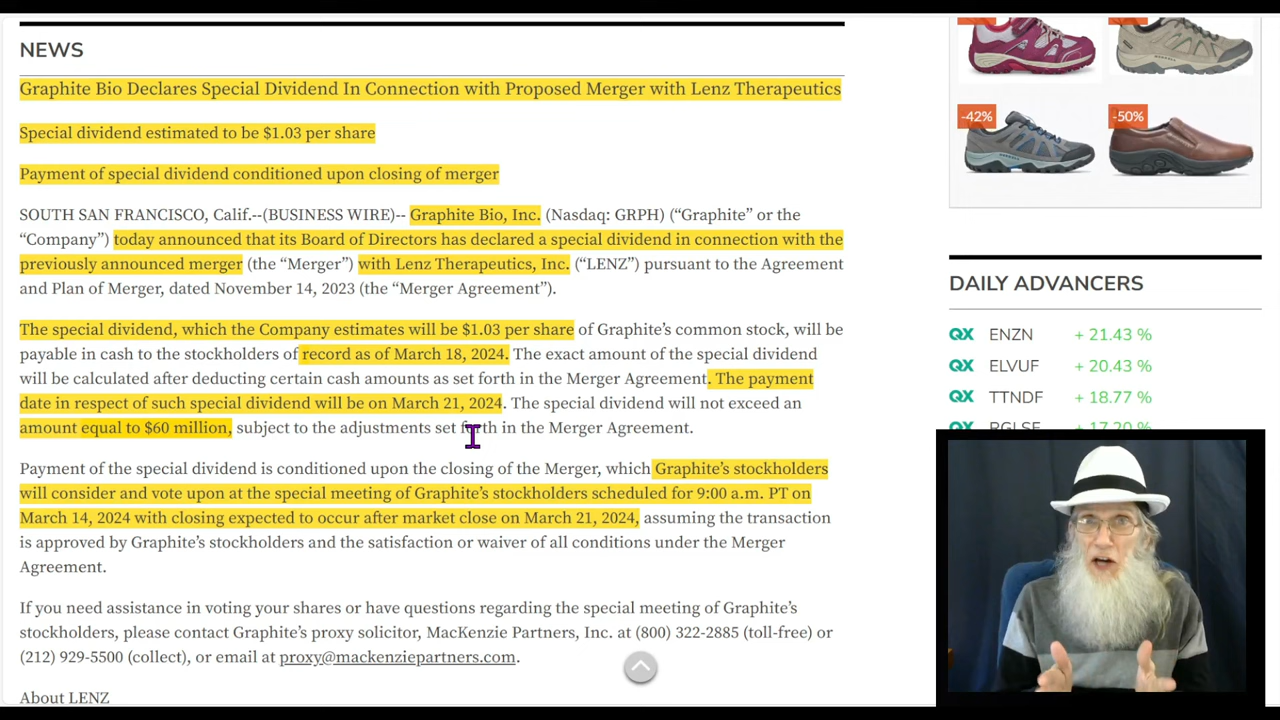 NEWS
Graphite Bio Declares Special Dividend In Connection with Proposed Merger with Lenz Therapeutics
Special dividend estimated to be $1.03 per share
Payment of special dividend conditioned upon closing of merger
SOUTH SAN FRANCISCO, Calif.--(BUSINESS WIRE)-- Graphite Bio, Inc. (Nasdaq: GRPH) (“Graphite” or the
“Company”) today announced that its Board of Directors has declared a special dividend in connection with the
previously announced merger (the “Merger”) with Lenz Therapeutics, Inc. (“LENZ”) pursuant to the Agreement
and Plan of Merger, dated November 14, 2023 (the “Merger Agreement”).
The special dividend, which the Company estimates will be $1.03 per share of Graphite’s common stock, will be
payable in cash to the stockholders of record as of March 18, 2024. The exact amount of the special dividend
will be calculated after deducting certain cash amounts as set forth in the Merger Agreement. The payment
date in respect of such special dividend will be on March 21, 2024. The special dividend will not exceed an
amount equal to $60 million, subject to the adjustments set forth in the Merger Agreement.
Payment of the special dividend is conditioned upon the closing of the Merger, which Graphite’s stockholders
will consider and vote upon at the special meeting of Graphite’s stockholders scheduled for 9:00 a.m. PT on
March 14, 2024 with closing expected to occur after market close on March 21, 2024, assuming the transaction
is approved by Graphite’s stockholders and the satisfaction or waiver of all conditions under the Merger
Agreement.
If you need assistance in voting your shares or have questions regarding the special meeting of Graphite’s
stockholders, please contact Graphite’s proxy solicitor, MacKenzie Partners, Inc. at (800) 322-2885 (toll-free) or
(212) 929-5500 (collect), or email at proxy@mackenziepartners.com.
About LENZ
-42% -50%
DAILY ADVANCERS
QX ENZN + 21.43 %
QX ELVUF + 20.43 %
QX TTNDF + 18.77 %
QX RGLSF + 17.20 %